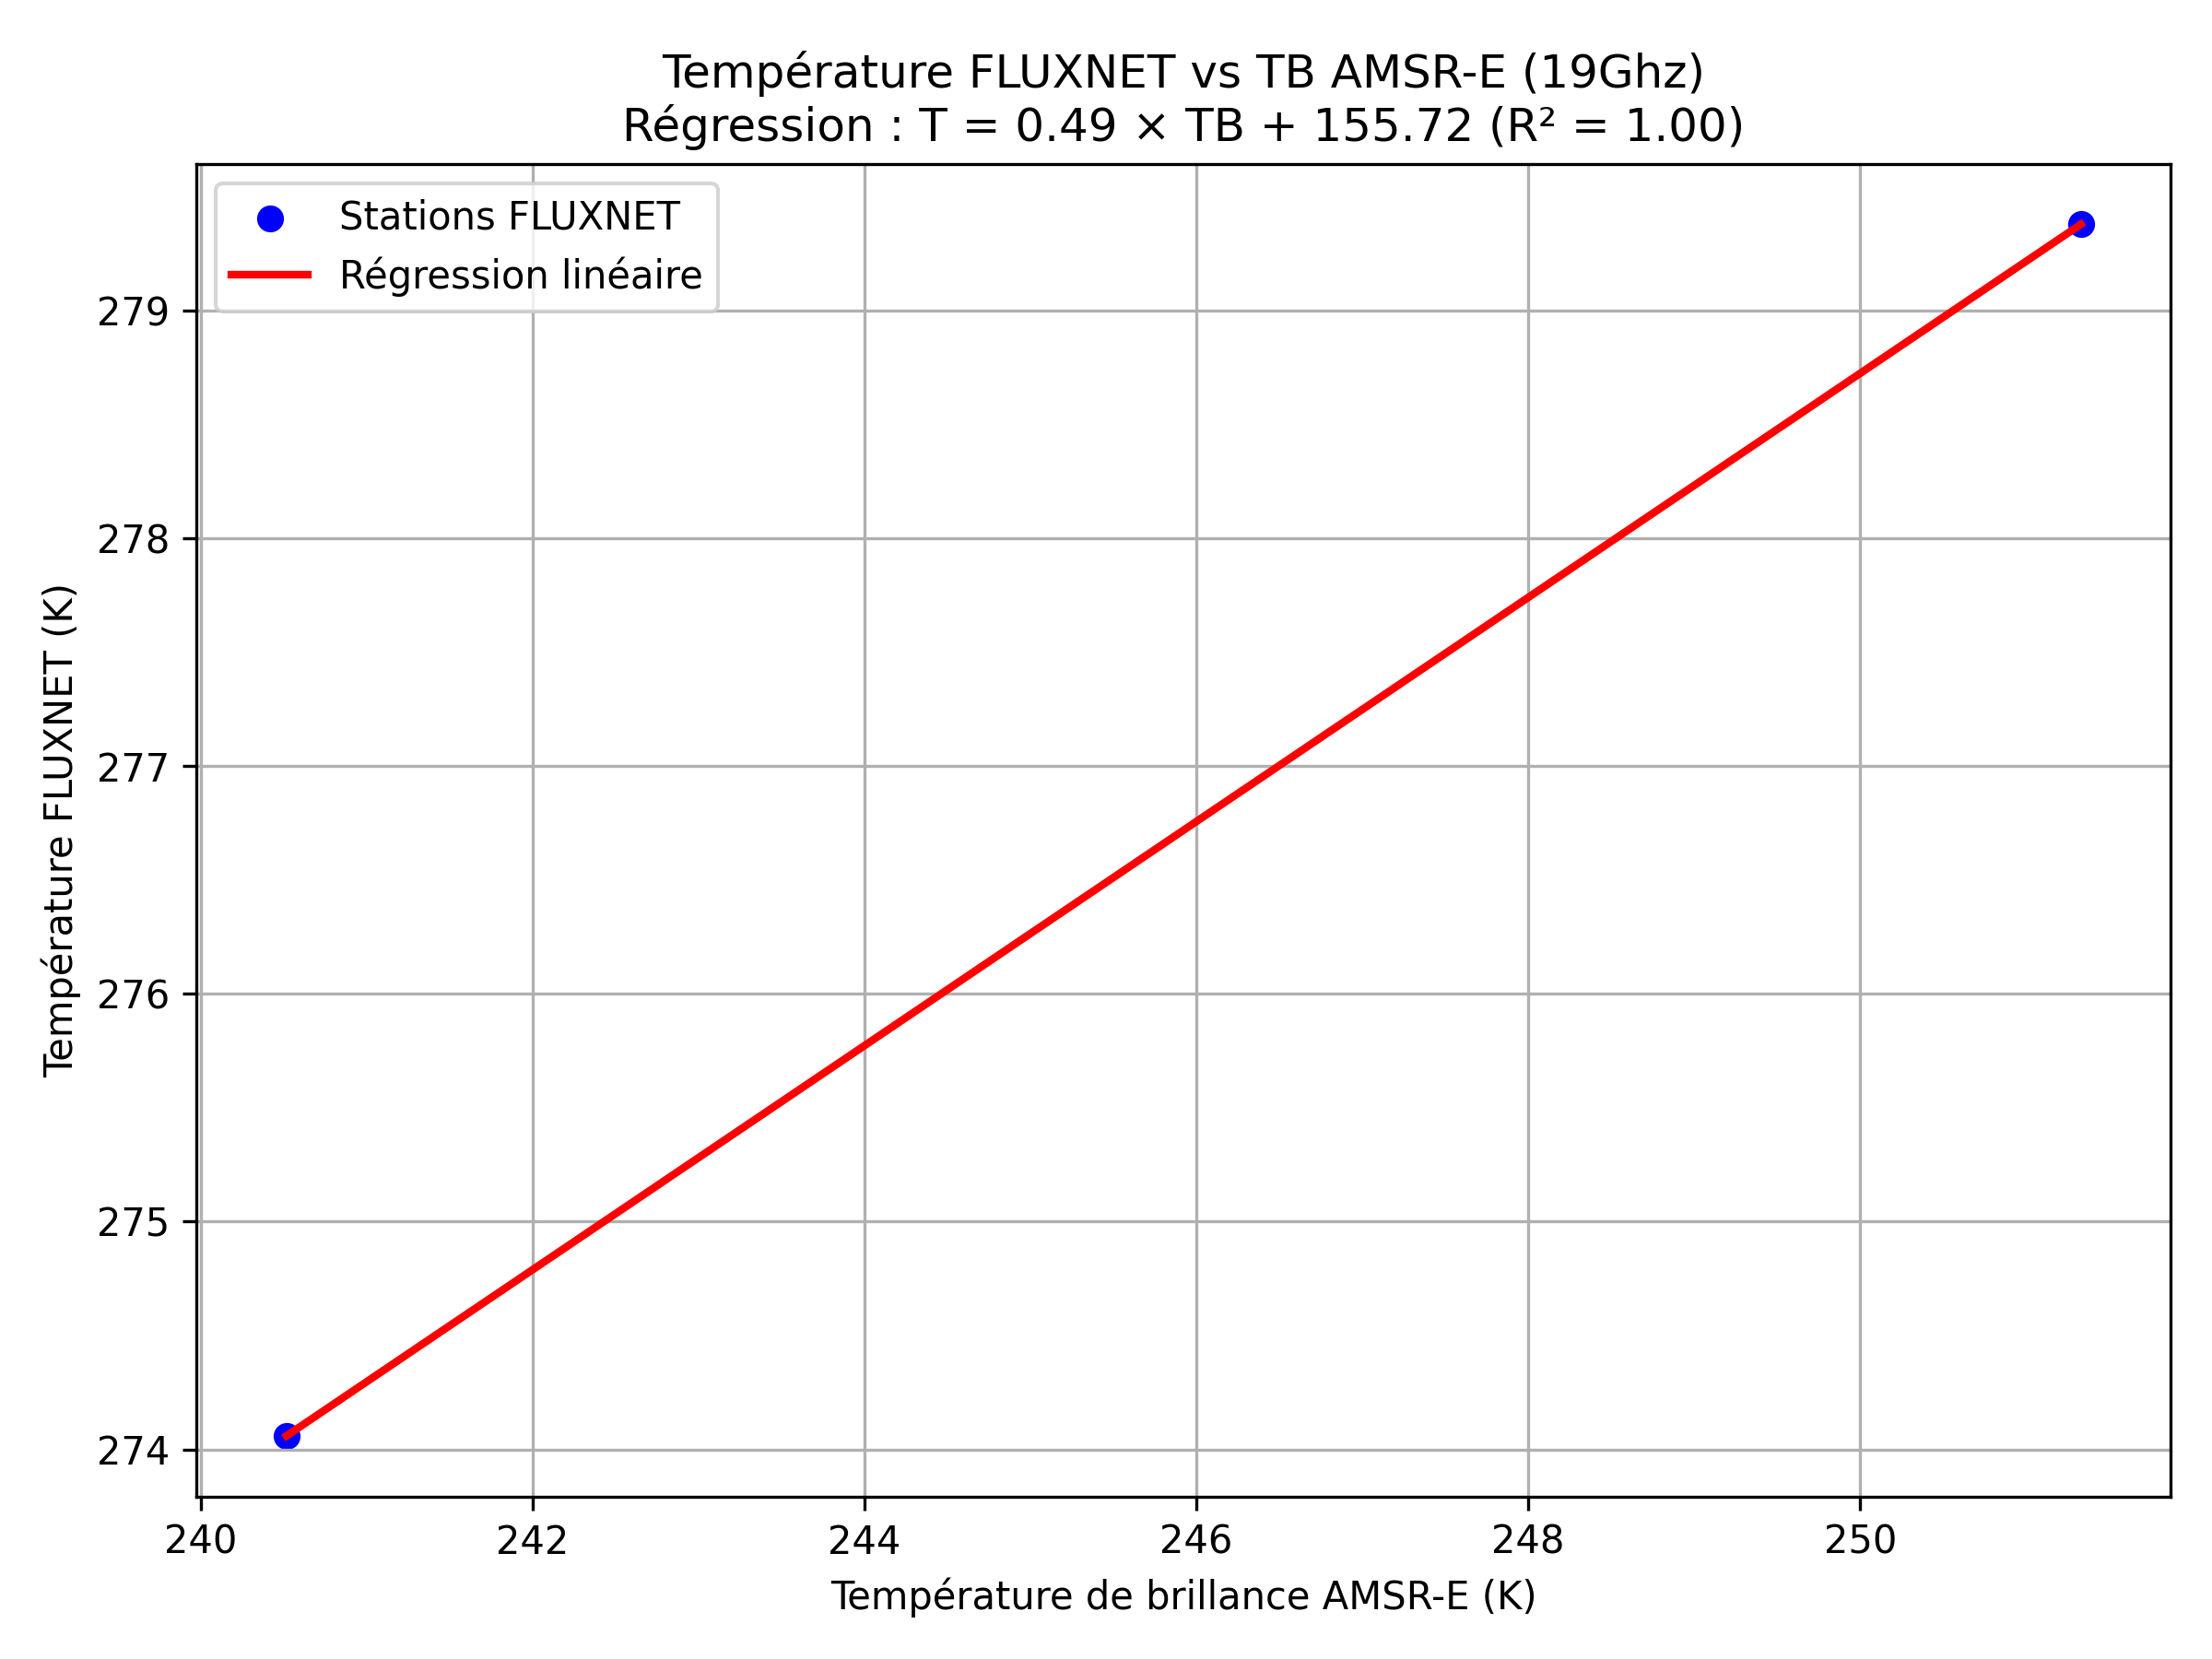 Température FLUXNET vs TB AMSR-E (19Ghz)
Régression : T = 0.49 × TB + 155.72 (R² = 1.00)
Stations FLUXNET
Régression linéaire
279
278
277
276
275
274
Température FLUXNET (K)
240 242 244 246 248 250
Température de brillance AMSR-E (K)